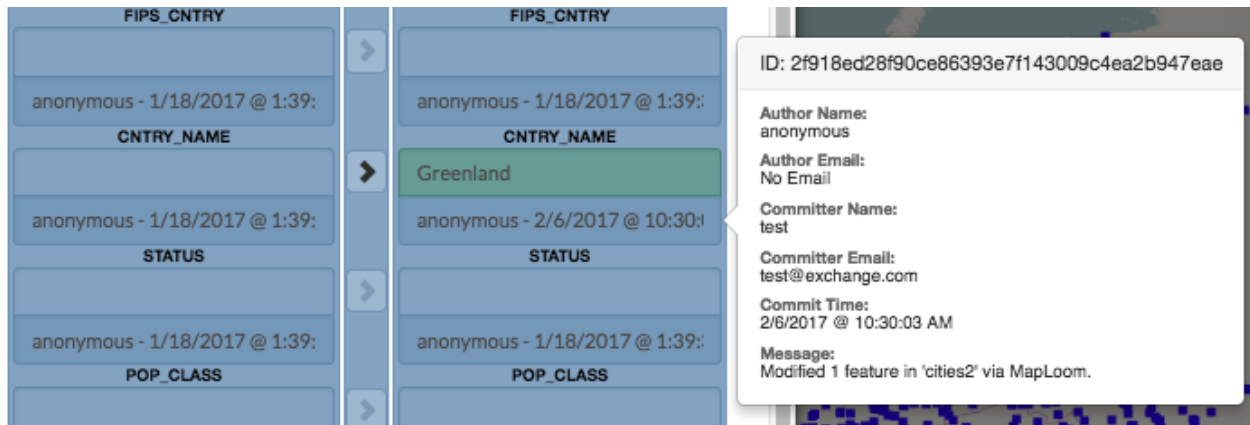 FIPS_CNTRY
anonymous - 1/18/2017 @ 1:39:
CNTRY_NAME
anonymous - 1/18/2017 @ 1:39:
STATUS
anonymous - 1/18/2017 @ 1:39:
POP_CLASS
FIPS_CNTRY
anonymous - 1/18/2017 @ 1:39:
CNTRY_NAME
Greenland
anonymous - 2/6/2017 @ 10:30:
STATUS
anonymous - 1/18/2017 @ 1:39:
POP_CLASS
ID: 2f918ed28f90ce86393e7f143009c4ea2b947eae
Author Name:
anonymous
Author Email:
No Email
Committer Name:
test
Committer Email:
test@exchange.com
Commit Time:
2/6/2017 @ 10:30:03 AM
Message:
Modified 1 feature in 'cities2' via MapLoom.